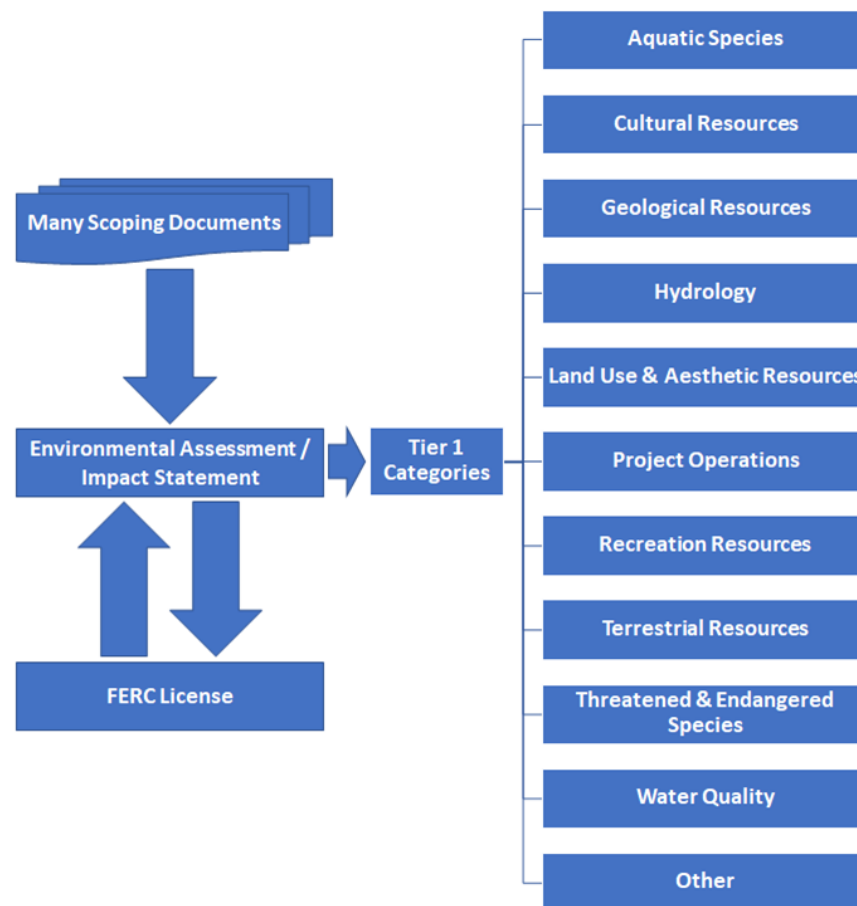 Many Scoping Documents
Environmental Assessment /
Impact Statement
FERC License
Tier 1
Categories
Aquatic Species
Cultural Resources
Geological Resources
Hydrology
Land Use & Aesthetic Resources
Project Operations
Recreation Resources
Terrestrial Resources
Threatened & Endangered
Species
Water Quality
Other